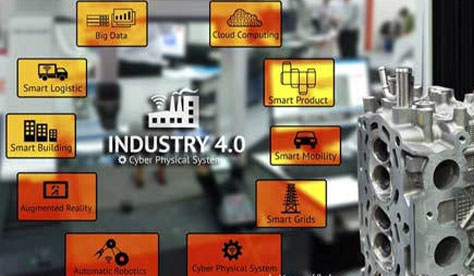 Big Data
Cloud Computing
Smart Logistic
Smart Product
INDUSTRY 4.0
Cyber Physical System
Smart Building
Smart Mobility
Augmented Reality
Smart Grids
Automatic Robotics
Cyber Physical System